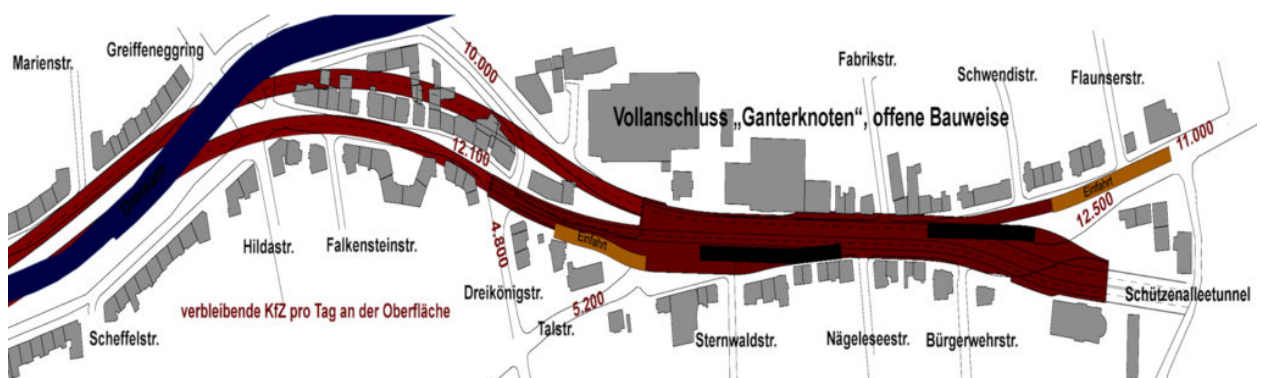 Marienstr.
Greiffeneggring
10.000
Fabrikstr.
Schwendistr.
Flaunserstr.
Vollanschluss „Ganterknoten“, offene Bauweise
11.000
12.100
Einfahrt
12.500
Dreisam
4.800
Einfahrt
Hildastr.
Falkensteinstr.
Dreikönigstr.
5.200
Schützenalleetunnel
verbleibende KfZ pro Tag an der Oberfläche
Scheffelstr.
Talstr.
Sternwaldstr.
Nägeleseestr.
Bürgerwehrstr.